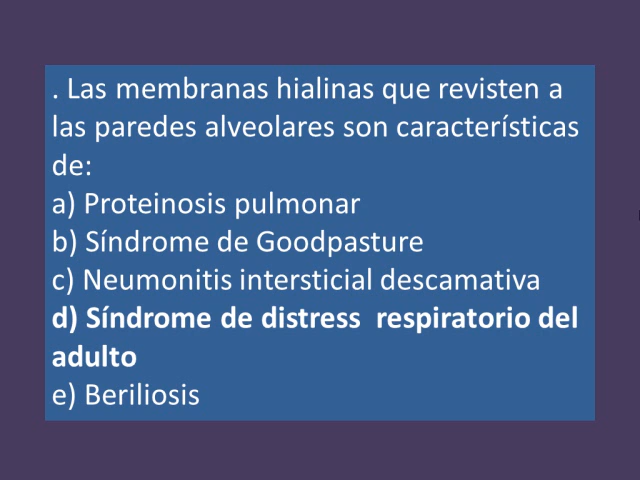 . Las membranas hialinas que revisten a
las paredes alveolares son características
de:
a) Proteinosis pulmonar
b) Síndrome de Goodpasture
c) Neumonitis intersticial descamativa
d) Síndrome de distress  respiratorio del
adulto
e) Beriliosis